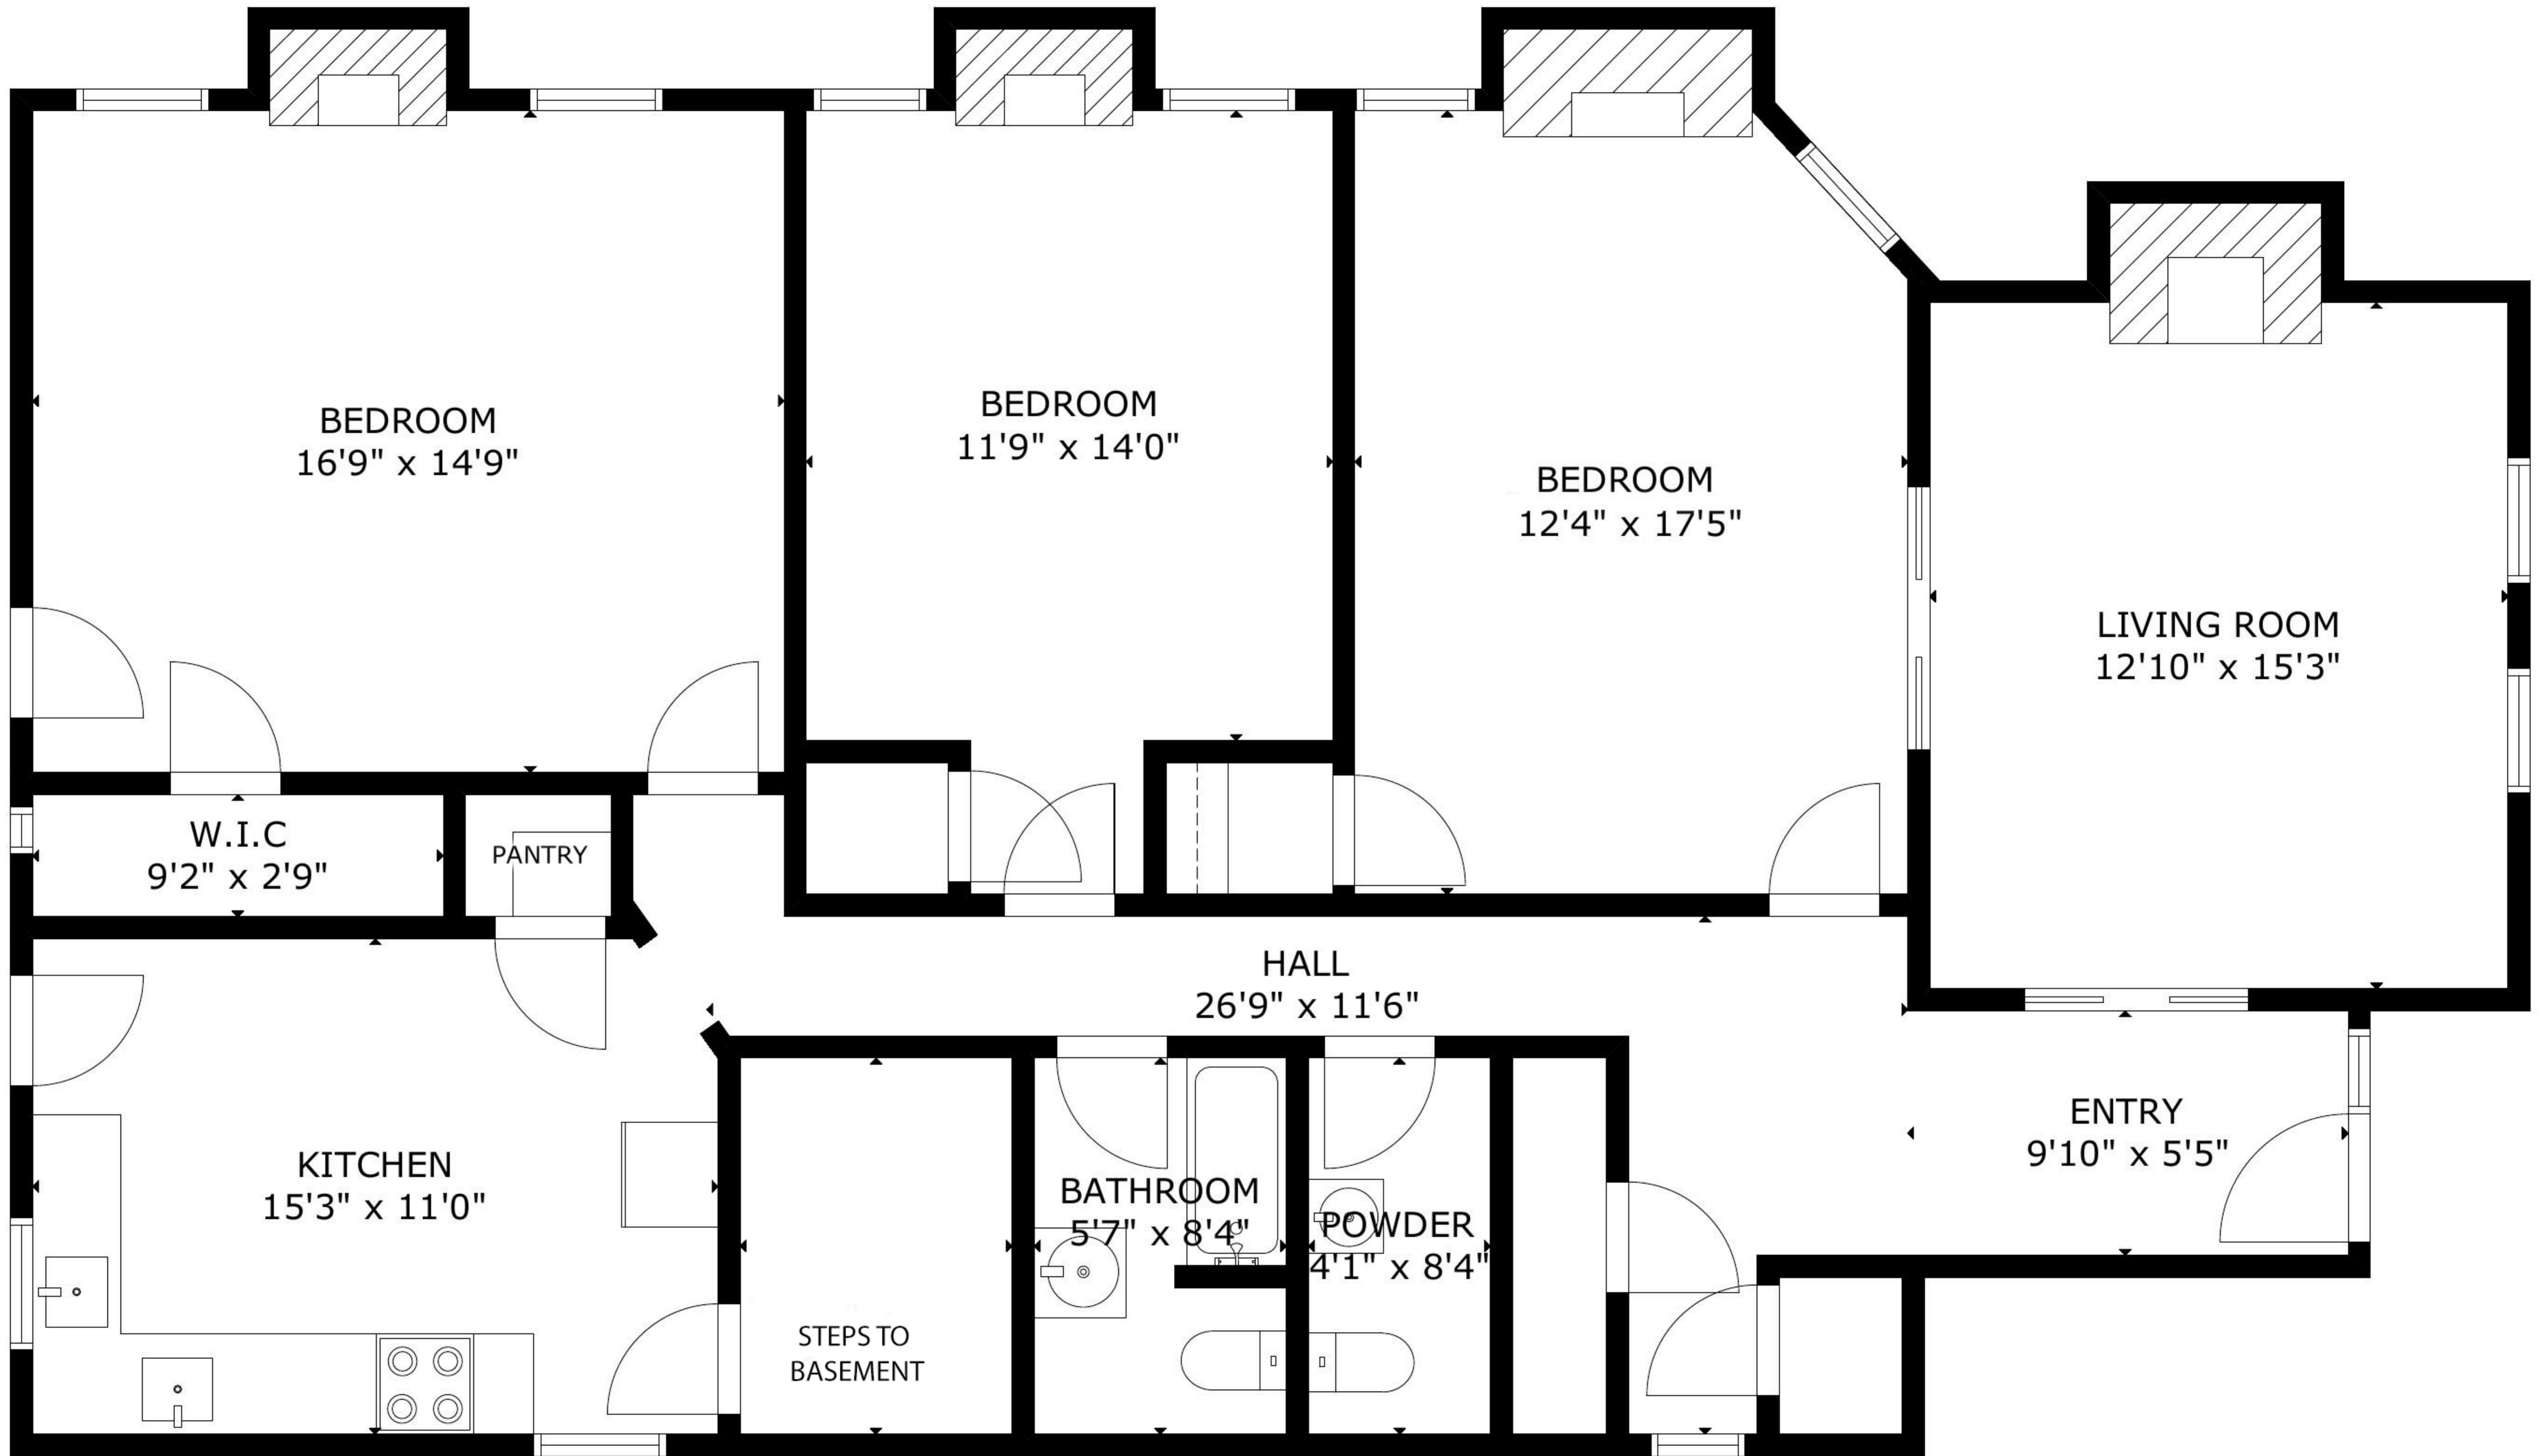 BEDROOM
16'9" x 14'9"
BEDROOM
11'9" x 14'0"
BEDROOM
12'4" x 17'5"
LIVING ROOM
12'10" x 15'3"
W.I.C
9'2" x 2'9"
PANTRY
HALL
26'9" x 11'6"
ENTRY
9'10" x 5'5"
KITCHEN
15'3" x 11'0"
BATHROOM
5'7" x 8'4"
POWDER
4'1" x 8'4"
STEPS TO
BASEMENT